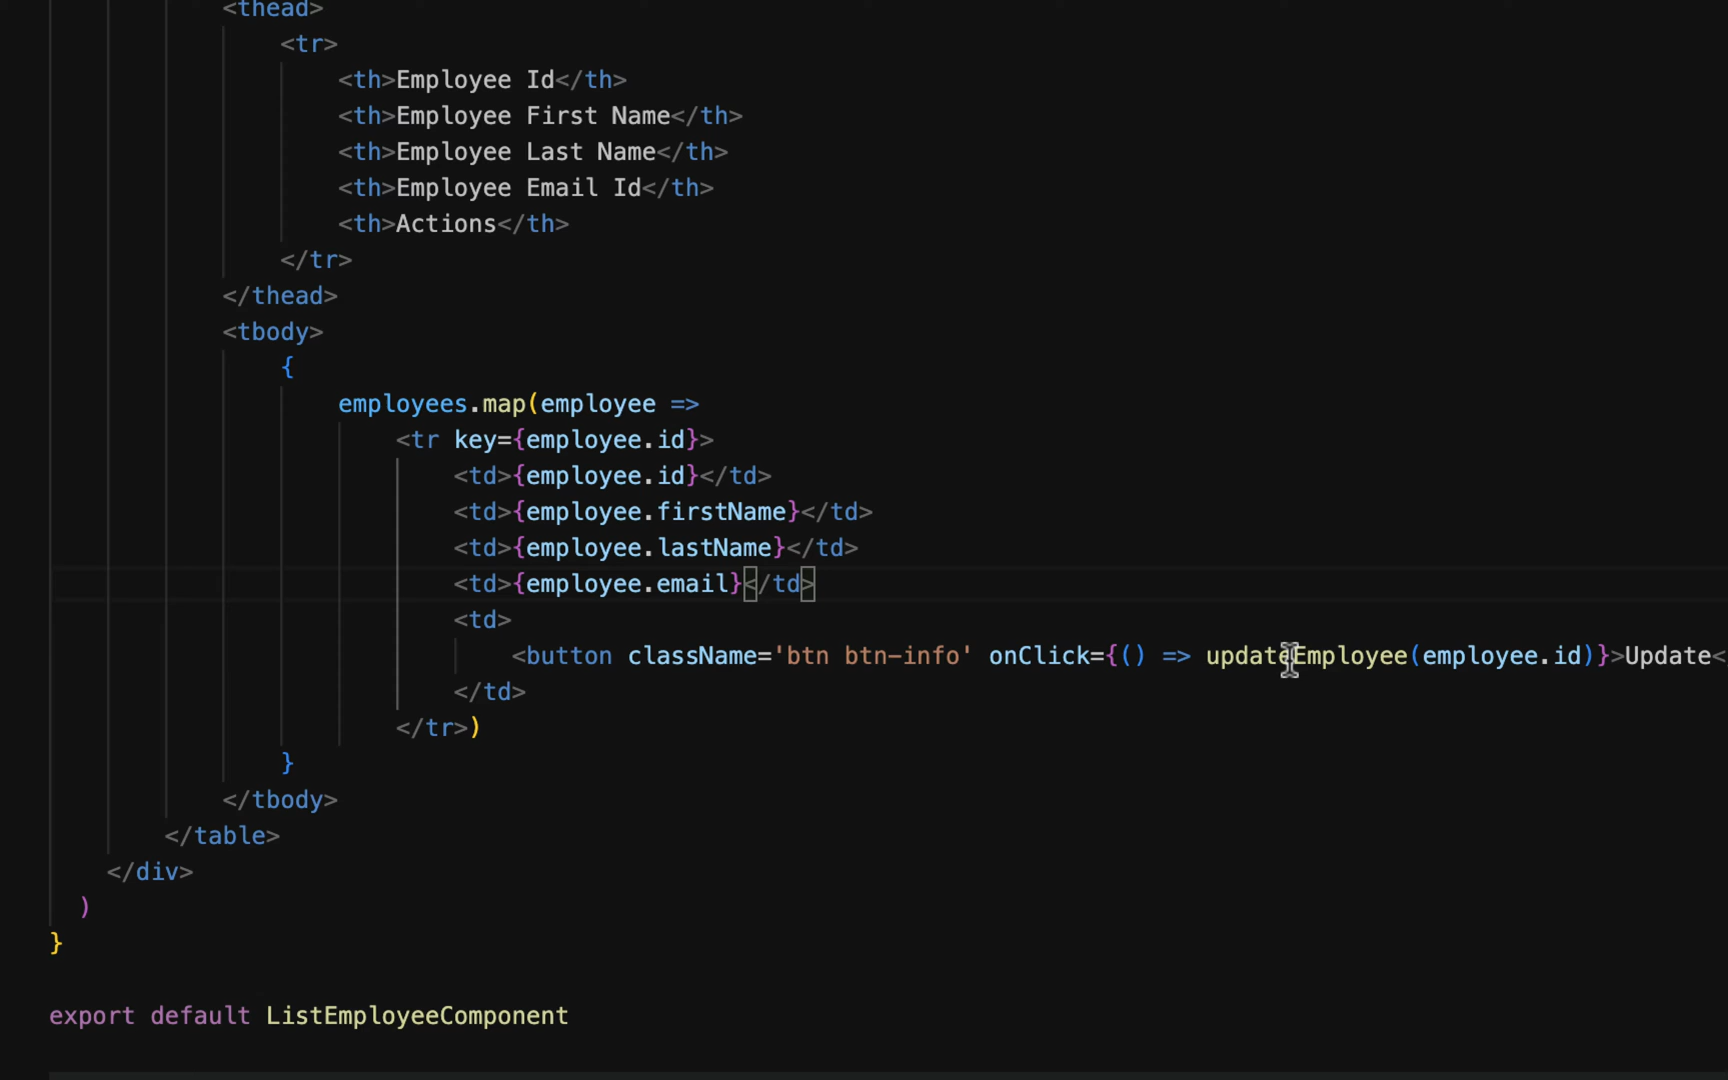 <thead>
<tr>
<th>Employee Id</th>
<th>Employee First Name</th>
<th>Employee Last Name</th>
<th>Employee Email Id</th>
<th>Actions</th>
</tr>
</thead>
<tbody>
{
employees.map(employee =>
<tr key={employee.id}>
<td>{employee.id}</td>
<td>{employee.firstName}</td>
<td>{employee.lastName}</td>
<td>{employee.email}</td>
<td>
<button className='btn btn-info' onClick={() => updateEmployee(employee.id)}>Update<
</td>
</tr>)
}
</tbody>
</table>
</div>
)
}
export default ListEmployeeComponent